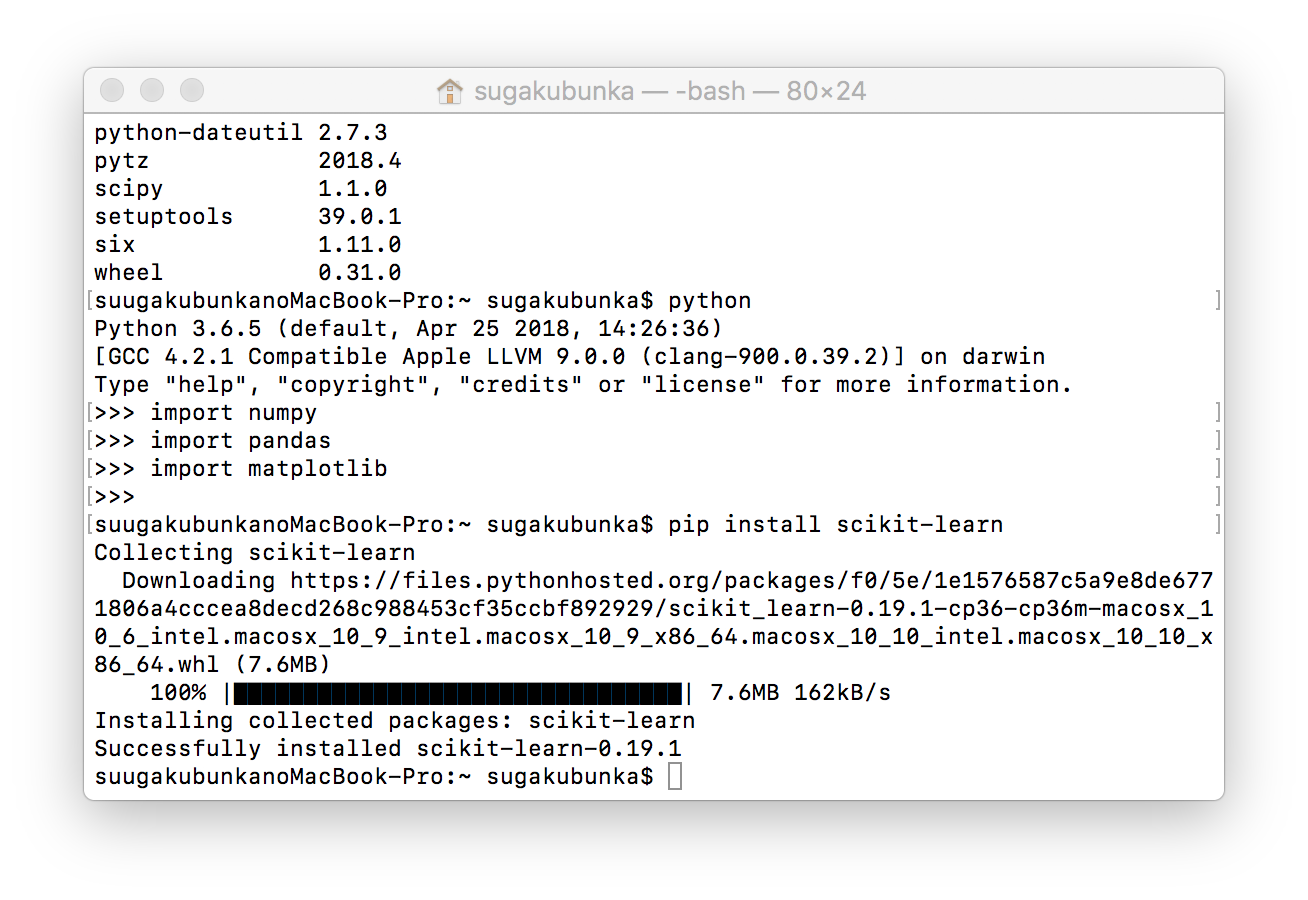 sugakubunka — -bash — 80×24
python-dateutil 2.7.3
pytz            2018.4
scipy           1.1.0
setuptools      39.0.1
six             1.11.0
wheel           0.31.0
[suugakubunkanoMacBook-Pro:~ sugakubunka$ python ]
Python 3.6.5 (default, Apr 25 2018, 14:26:36)
[GCC 4.2.1 Compatible Apple LLVM 9.0.0 (clang-900.0.39.2)] on darwin
Type "help", "copyright", "credits" or "license" for more information.
[>>> import numpy ]
[>>> import pandas ]
[>>> import matplotlib ]
[>>> ]
[suugakubunkanoMacBook-Pro:~ sugakubunka$ pip install scikit-learn ]
Collecting scikit-learn
  Downloading https://files.pythonhosted.org/packages/f0/5e/1e1576587c5a9e8de677
1806a4cccea8decd268c988453cf35ccbf892929/scikit_learn-0.19.1-cp36-cp36m-macosx_1
0_6_intel.macosx_10_9_intel.macosx_10_9_x86_64.macosx_10_10_intel.macosx_10_10_x
86_64.whl (7.6MB)
    100% |████████████████████████████████| 7.6MB 162kB/s
Installing collected packages: scikit-learn
Successfully installed scikit-learn-0.19.1
suugakubunkanoMacBook-Pro:~ sugakubunka$